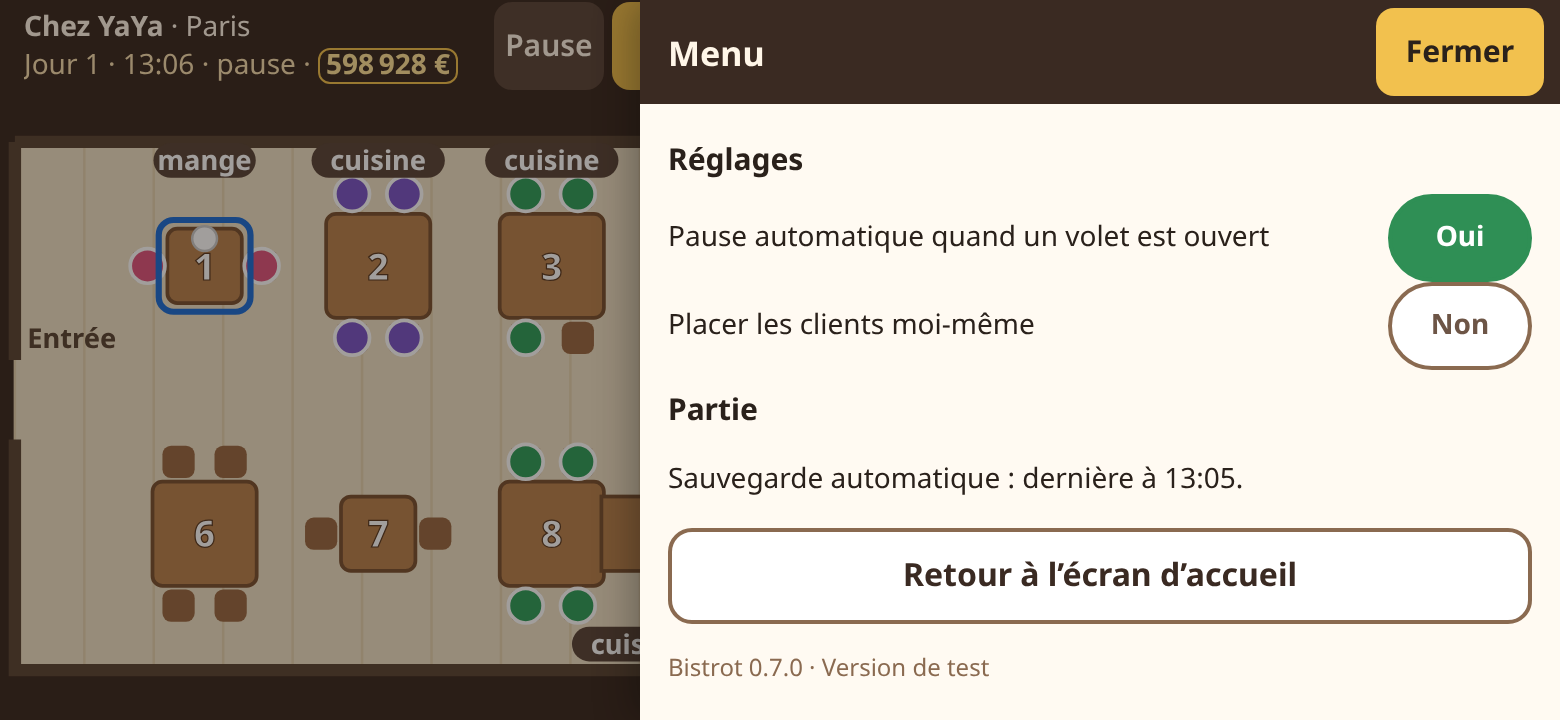 Chez YaYa · Paris
Jour 1 · 13:06 · pause · 598 928 €
Pause
mange
cuisine
cuisine
1
2
3
Entrée
6
7
8
cuis
Menu
Fermer
Réglages
Pause automatique quand un volet est ouvert
Oui
Placer les clients moi-même
Non
Partie
Sauvegarde automatique : dernière à 13:05.
Retour à l’écran d’accueil
Bistrot 0.7.0 · Version de test